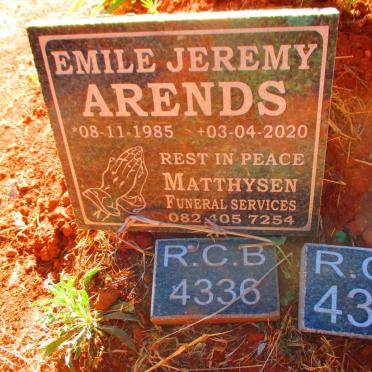 EMILE JEREMY
ARENDS
*08-11-1985 +03-04-2020
REST IN PEACE
MATTHYSEN
FUNERAL SERVICES
082 405 7254
R.C.B
4336
R.
43